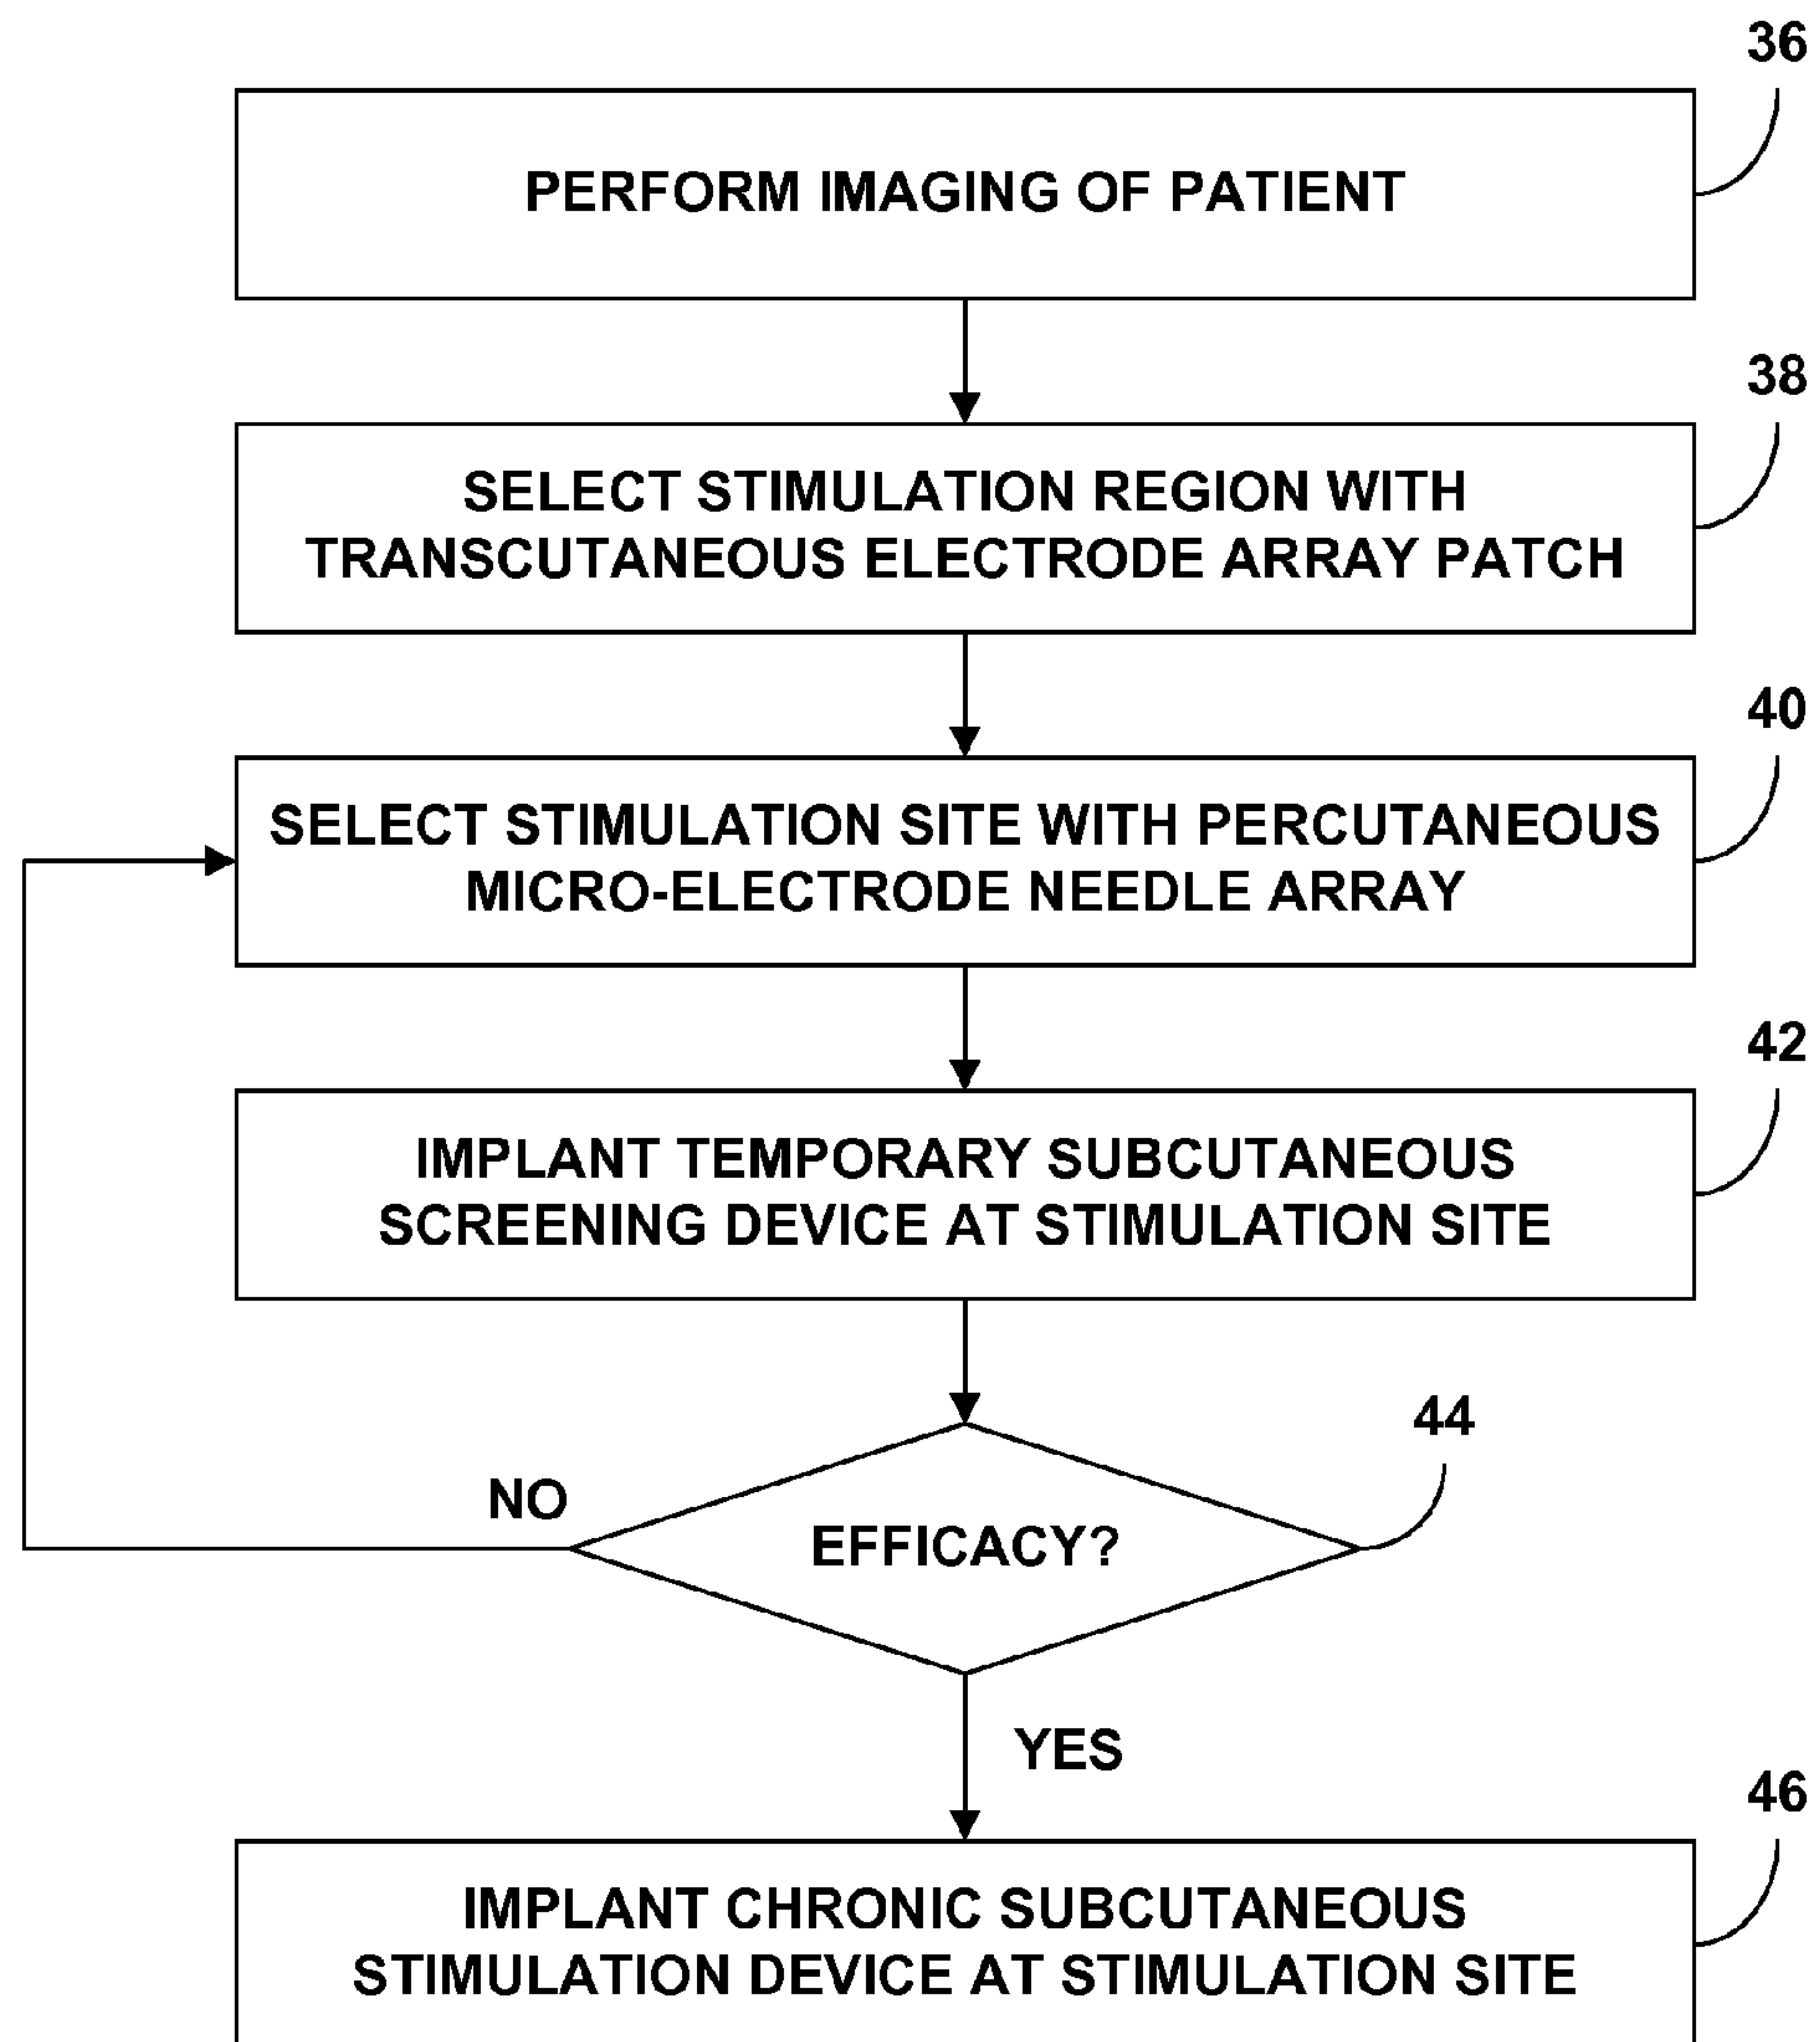 36
PERFORM IMAGING OF PATIENT
38
SELECT STIMULATION REGION WITH
TRANSCUTANEOUS ELECTRODE ARRAY PATCH
40
SELECT STIMULATION SITE WITH PERCUTANEOUS
MICRO-ELECTRODE NEEDLE ARRAY
42
IMPLANT TEMPORARY SUBCUTANEOUS
SCREENING DEVICE AT STIMULATION SITE
44
NO
EFFICACY?
YES
46
IMPLANT CHRONIC SUBCUTANEOUS
STIMULATION DEVICE AT STIMULATION SITE